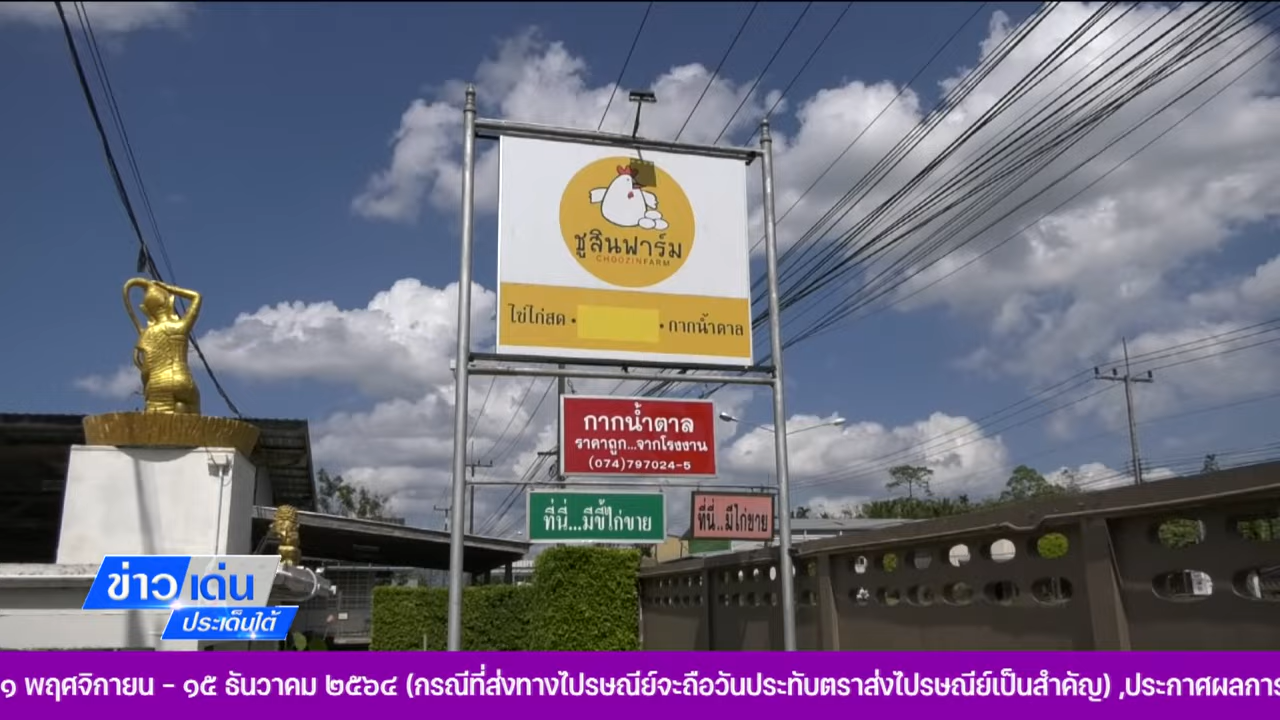 ชูสินฟาร์ม
CHOOZINFARM
ไข่ไก่สด • • กากน้ำตาล
กากน้ำตาล
ราคาถูก...จากโรงงาน
(074)797024-5
ที่นี่...มีขี้ไก่ขาย
ที่นี่..มีไก่ขาย
ข่าวเด่น
ประเด็นใต้
๑ พฤศจิกายน - ๑๕ ธันวาคม ๒๕๖๔ (กรณีที่ส่งทางไปรษณีย์จะถือวันประทับตราส่งไปรษณีย์เป็นสำคัญ) ,ประกาศผลการ